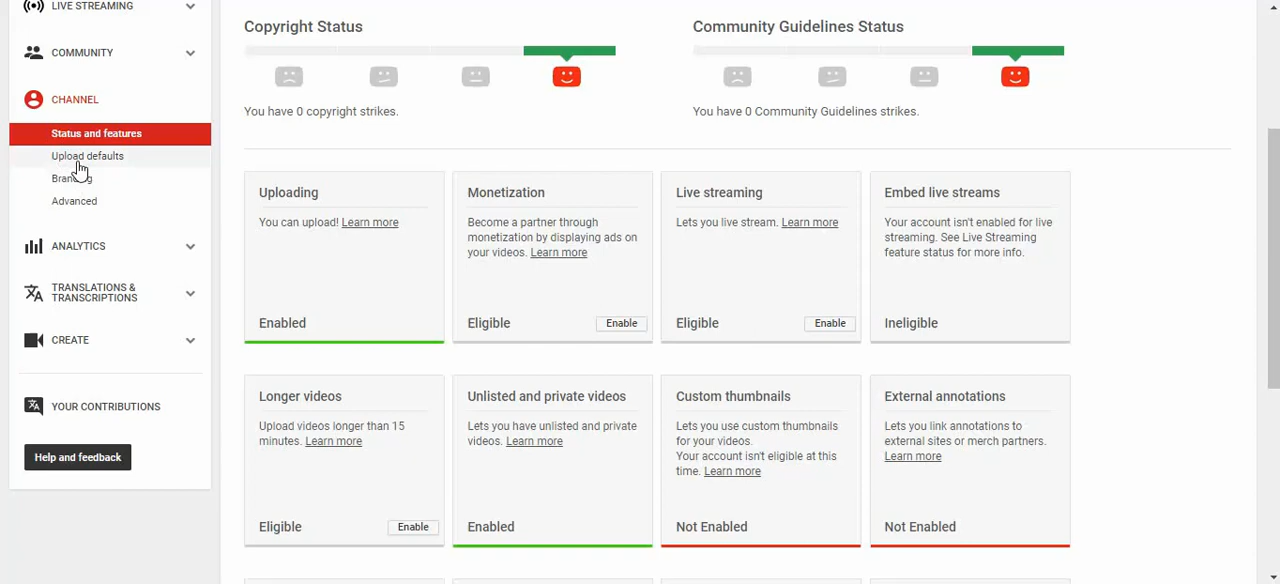 LIVE STREAMING
COMMUNITY
CHANNEL
Status and features
Upload defaults
Advanced
ANALYTICS
TRANSLATIONS &
TRANSCRIPTIONS
CREATE
YOUR CONTRIBUTIONS
Help and feedback
Copyright Status
You have 0 copyright strikes.
Community Guidelines Status
You have 0 Community Guidelines strikes.
Uploading
You can upload! Learn more
Enabled
Monetization
Become a partner through
monetization by displaying ads on
your videos. Learn more
Eligible Enable
Live streaming
Lets you live stream. Learn more
Eligible Enable
Embed live streams
Your account isn't enabled for live
streaming. See Live Streaming
feature status for more info.
Ineligible
Longer videos
Upload videos longer than 15
minutes. Learn more
Eligible Enable
Unlisted and private videos
Lets you have unlisted and private
videos. Learn more
Enabled
Custom thumbnails
Lets you use custom thumbnails
for your videos.
Your account isn't eligible at this
time. Learn more
Not Enabled
External annotations
Lets you link annotations to
external sites or merch partners.
Learn more
Not Enabled